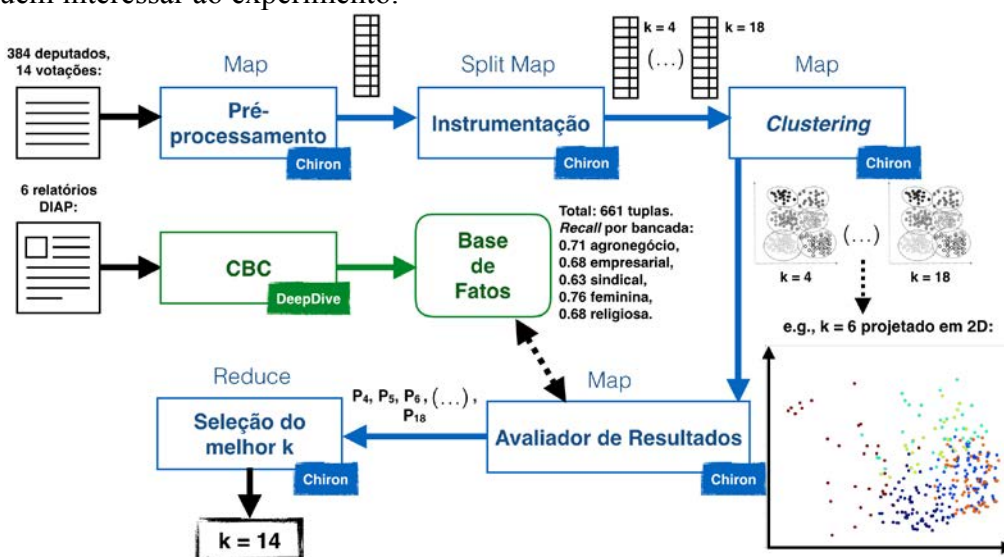 interessar ao experimento.
384 deputados,
14 votações:
Map
Pré-
processamento
Chiron
Split Map
Instrumentação
Chiron
k = 4
(...)
k = 18
Map
Clustering
Chiron
6 relatórios
DIAP:
CBC
DeepDive
Base
de
Fatos
Total: 661 tuplas.
Recall por bancada:
0.71 agronegócio,
0.68 empresarial,
0.63 sindical,
0.76 feminina,
0.68 religiosa.
(...)
k = 4
k = 18
e.g., k = 6 projetado em 2D:
Map
Avaliador de Resultados
Chiron
P4, P5, P6 , (...) ,
P18
Reduce
Seleção do
melhor k
Chiron
k = 14